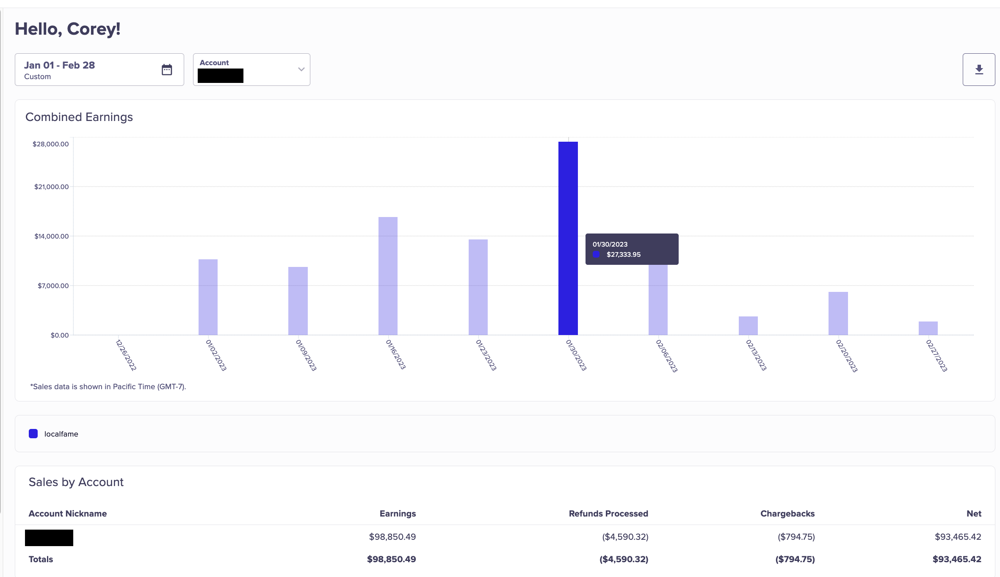 Hello, Corey!
Jan 01 - Feb 28
Custom
Account
Combined Earnings
$28,000.00
$21,000.00
$14,000.00
$7,000.00
$0.00
01/30/2023
$27,333.95
12/26/2022
01/02/2023
01/09/2023
01/16/2023
01/23/2023
01/30/2023
02/06/2023
02/13/2023
02/20/2023
02/27/2023
*Sales data is shown in Pacific Time (GMT-7).
localfame
Sales by Account
Account Nickname Earnings Refunds Processed Chargebacks Net
$98,850.49 ($4,590.32) ($794.75) $93,465.42
Totals $98,850.49 ($4,590.32) ($794.75) $93,465.42